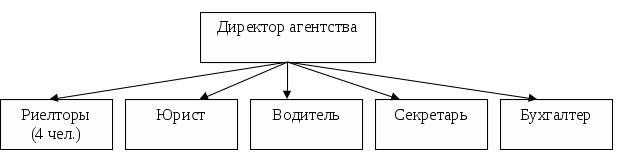 Директор агентства
Риелторы
(4 чел.)
Юрист
Водитель
Секретарь
Бухгалтер